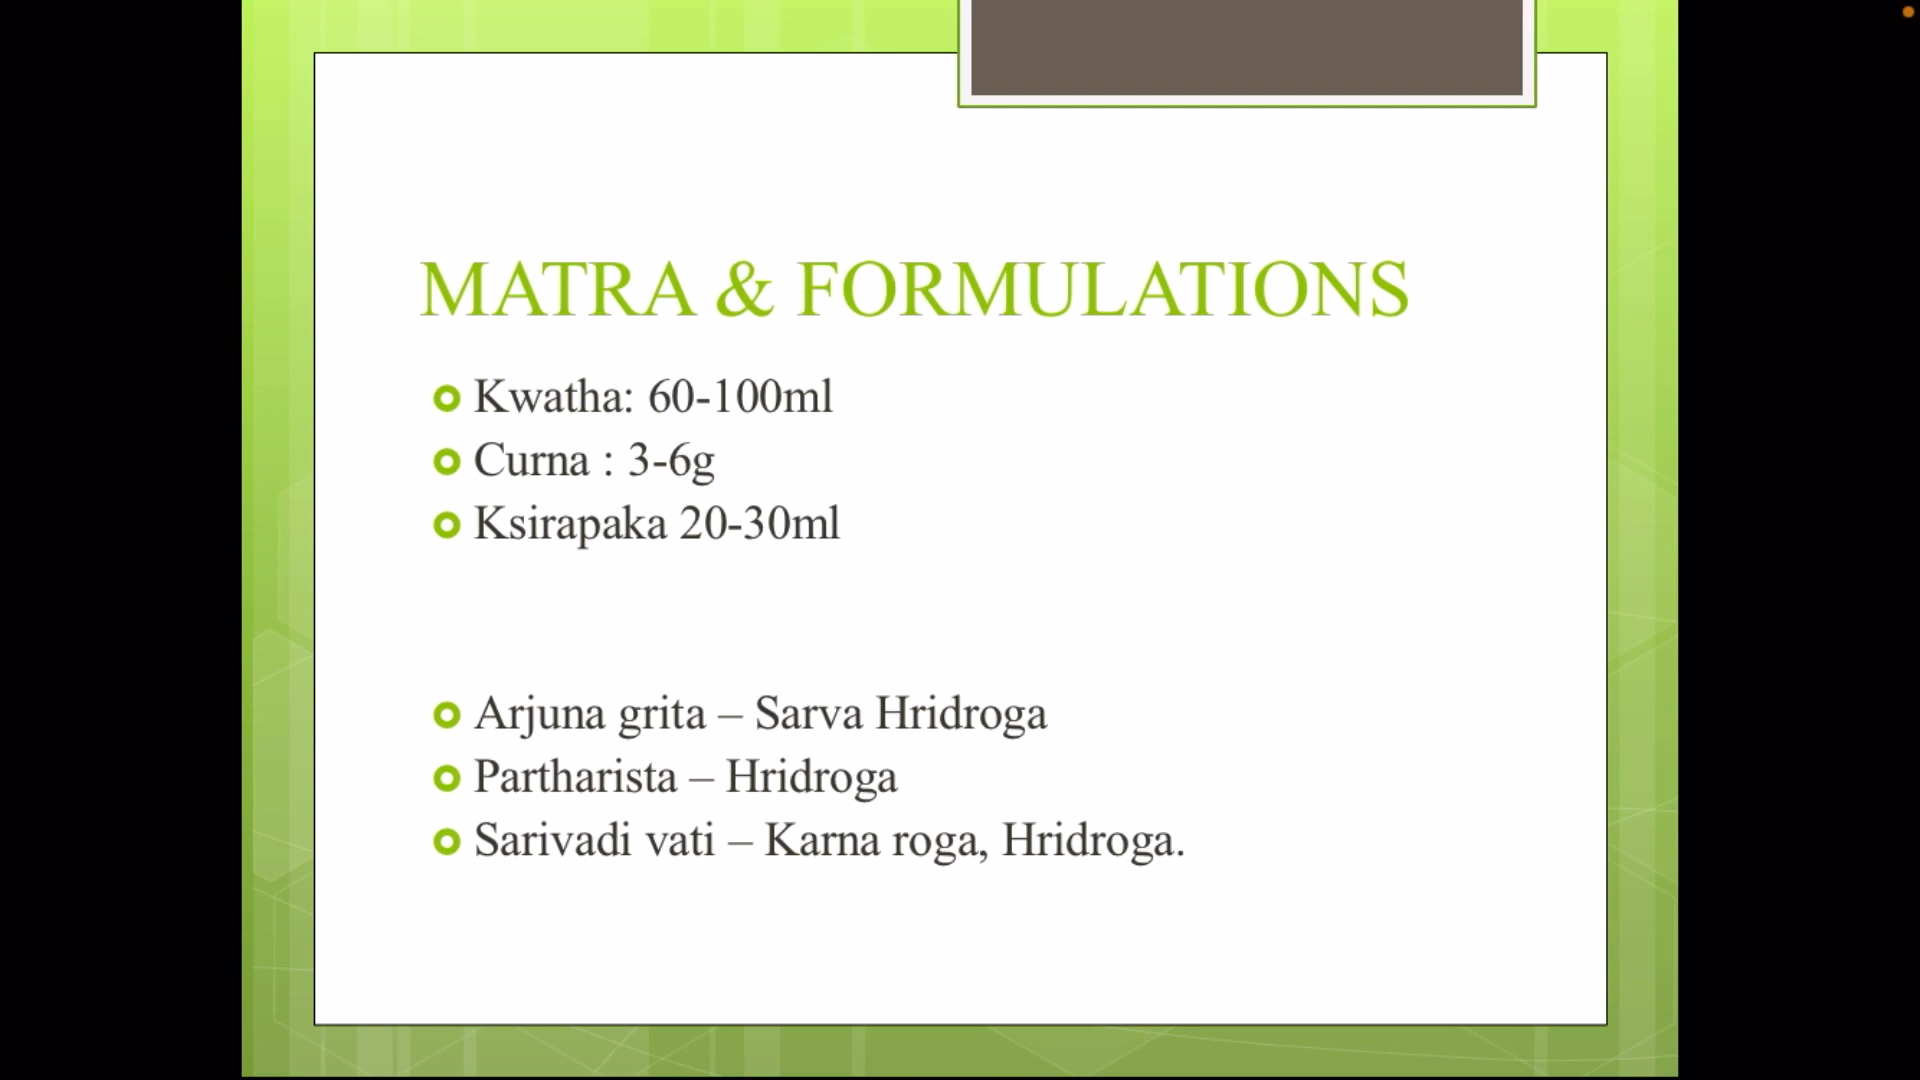 MATRA & FORMULATIONS
Kwatha: 60-100ml
Curna : 3-6g
Ksirapaka 20-30ml
Arjuna grita – Sarva Hridroga
Partharista – Hridroga
Sarivadi vati – Karna roga, Hridroga.